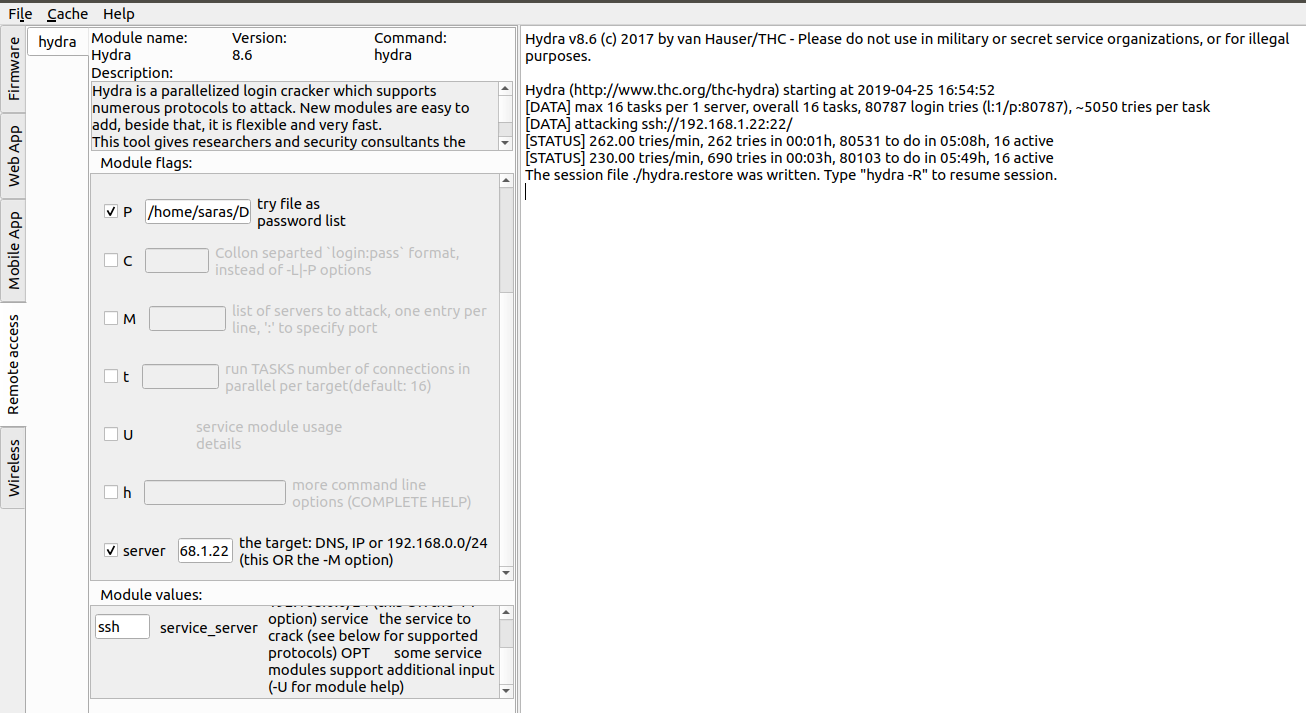 File Cache Help
Firmware
Web App
Mobile App
Remote access
Wireless
hydra
Module name: Version: Command:
Hydra 8.6 hydra
Description:
Hydra is a parallelized login cracker which supports
numerous protocols to attack. New modules are easy to
add, beside that, it is flexible and very fast.
This tool gives researchers and security consultants the
Module flags:
P /home/saras/D try file as
password list
C Collon separted `login:pass` format,
instead of -L|-P options
M list of servers to attack, one entry per
line, ':' to specify port
t run TASKS number of connections in
parallel per target(default: 16)
U service module usage
details
h more command line
options (COMPLETE HELP)
server 68.1.22 the target: DNS, IP or 192.168.0.0/24
(this OR the -M option)
Module values:
ssh service_server
option) service the service to
crack (see below for supported
protocols) OPT some service
modules support additional input
(-U for module help)
Hydra v8.6 (c) 2017 by van Hauser/THC - Please do not use in military or secret service organizations, or for illegal
purposes.
Hydra (http://www.thc.org/thc-hydra) starting at 2019-04-25 16:54:52
[DATA] max 16 tasks per 1 server, overall 16 tasks, 80787 login tries (l:1/p:80787), ~5050 tries per task
[DATA] attacking ssh://192.168.1.22:22/
[STATUS] 262.00 tries/min, 262 tries in 00:01h, 80531 to do in 05:08h, 16 active
[STATUS] 230.00 tries/min, 690 tries in 00:03h, 80103 to do in 05:49h, 16 active
The session file ./hydra.restore was written. Type "hydra -R" to resume session.